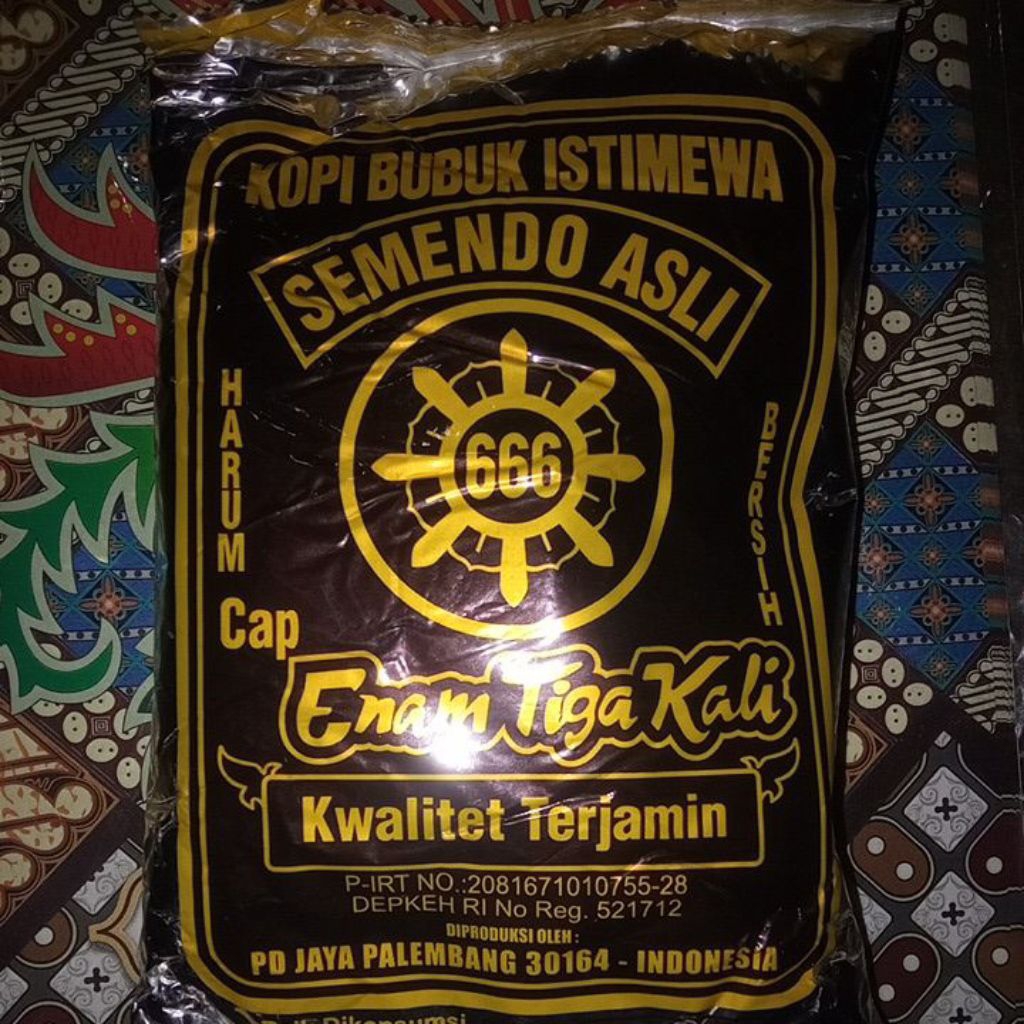 KOPI BUBUK ISTIMEWA
SEMENDO ASLI
HARUM
666
BERSIH
Cap
Enam Tiga Kali
Kwalitet Terjamin
P-IRT NO.:2081671010755-28
DEPKEH RI No Reg. 521712
DIPRODUKSI OLEH :
PD JAYA PALEMBANG 30164 - INDONESIA
Dikonsumsi